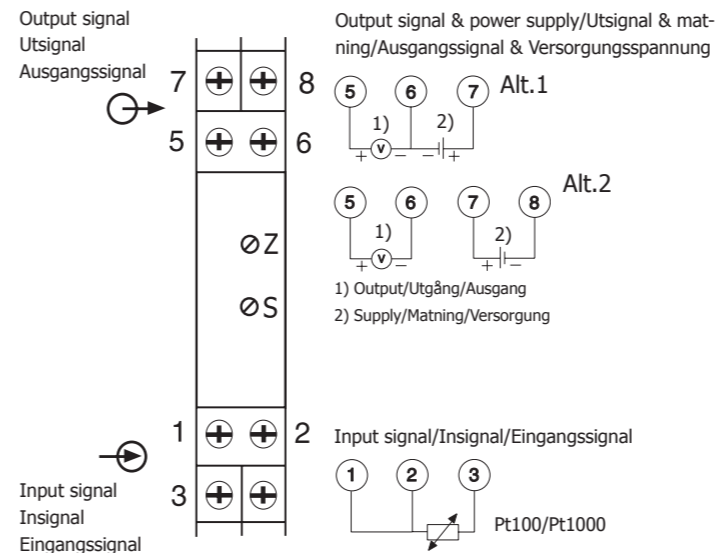 Output signal
Utsignal
Ausgangssignal
7
8
5
6
Z
S
1
2
3
Input signal
Insignal
Eingangssignal
Output signal & power supply/Utsignal & mat-
ning/Ausgangssignal & Versorgungsspannung
5 6 7 Alt.1
1) 2)
+ V – – +
5 6 7 8 Alt.2
1) 2)
+ V – + –
1) Output/Utgång/Ausgang
2) Supply/Matning/Versorgung
Input signal/Insignal/Eingangssignal
1 2 3
Pt100/Pt1000